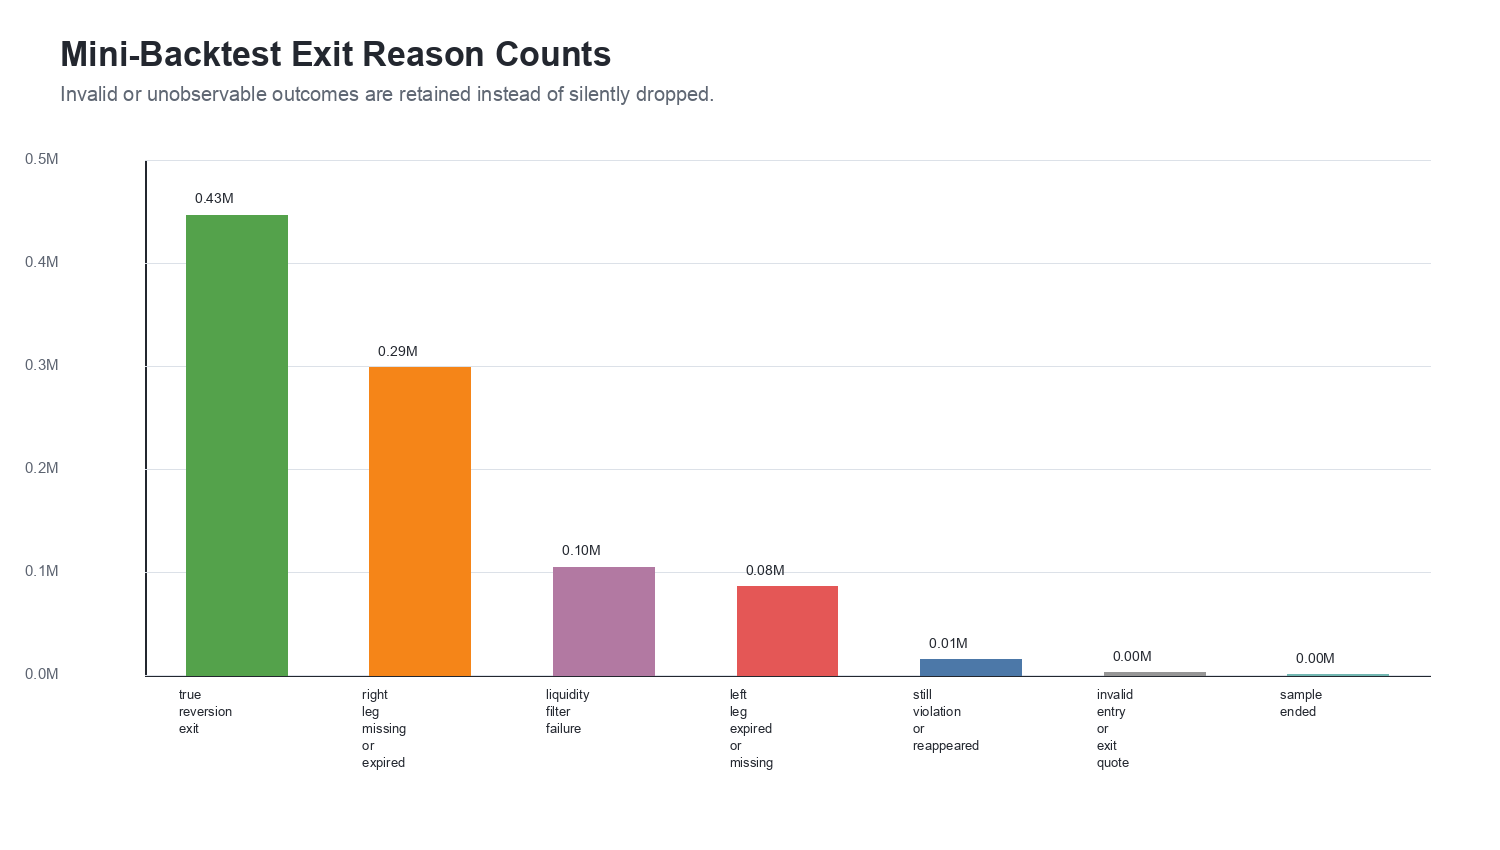 Mini-Backtest Exit Reason Counts
Invalid or unobservable outcomes are retained instead of silently dropped.
0.5M
0.4M
0.3M
0.2M
0.1M
0.0M
0.43M
0.29M
0.10M
0.08M
0.01M
0.00M
0.00M
true
reversion
exit
right
leg
missing
or
expired
liquidity
filter
failure
left
leg
expired
or
missing
still
violation
or
reappeared
invalid
entry
or
exit
quote
sample
ended